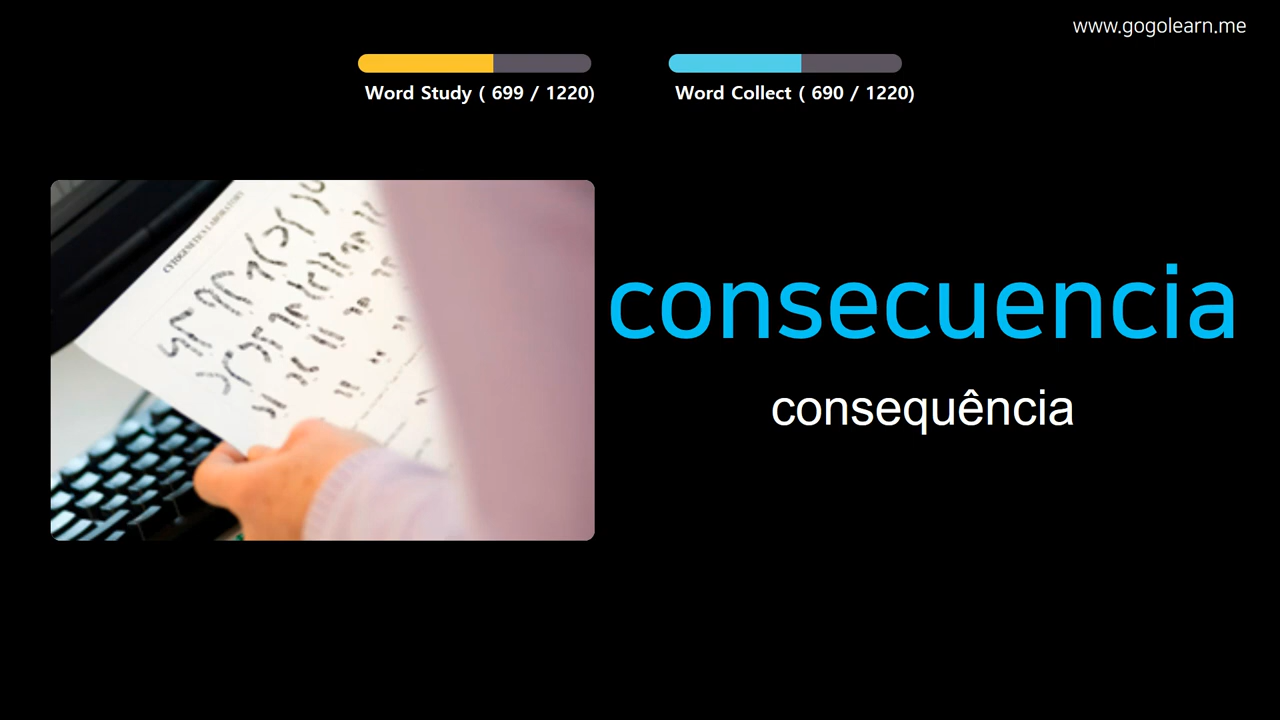 www.gogolearn.me
Word Study ( 699 / 1220)
Word Collect ( 690 / 1220)
CYTOGENETICS LABORATORY
consecuencia
consequência